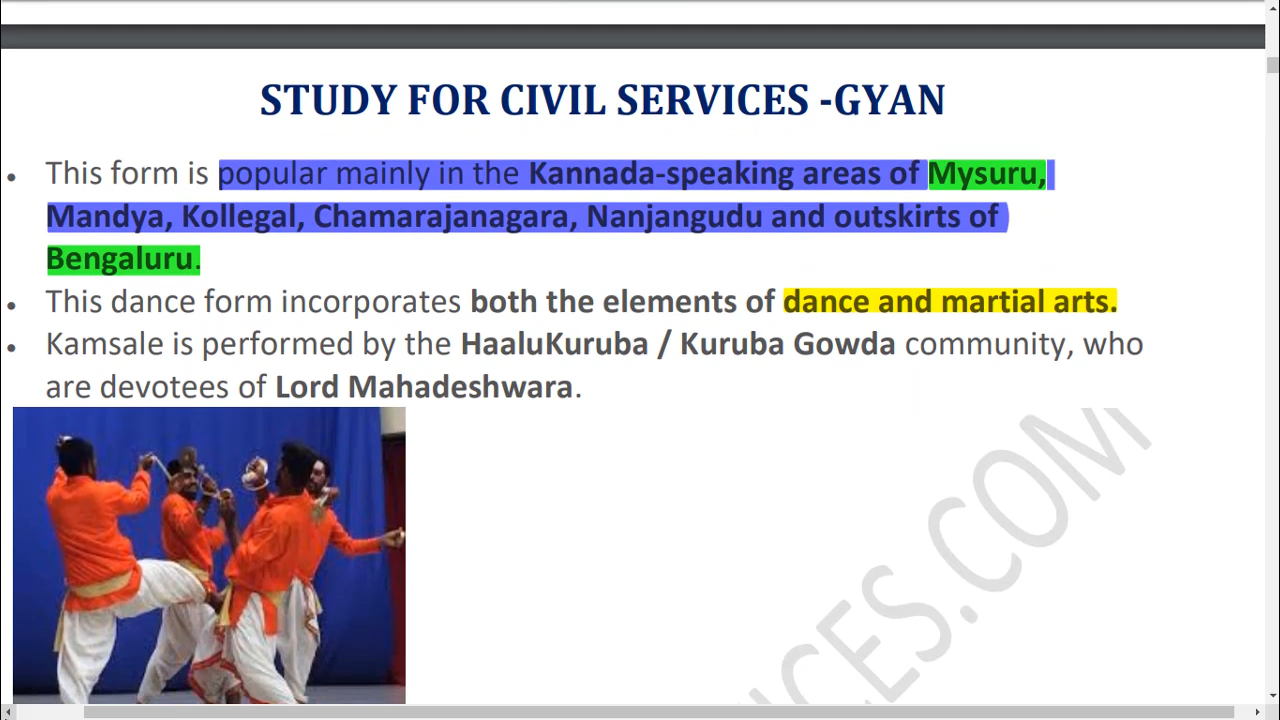 STUDY FOR CIVIL SERVICES -GYAN
• This form is popular mainly in the Kannada-speaking areas of Mysuru,
Mandya, Kollegal, Chamarajanagara, Nanjangudu and outskirts of
Bengaluru.
• This dance form incorporates both the elements of dance and martial arts.
• Kamsale is performed by the HaaluKuruba / Kuruba Gowda community, who
are devotees of Lord Mahadeshwara.
ICES.COM